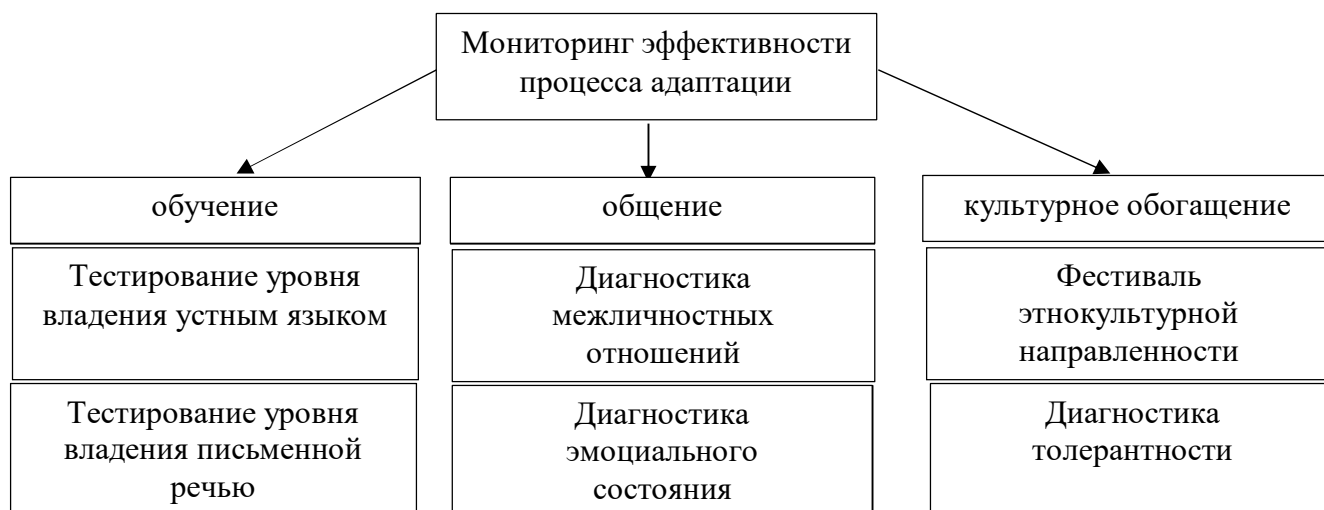 Мониторинг эффективности
процесса адаптации
обучение
общение
культурное обогащение
Тестирование уровня
владения устным языком
Диагностика
межличностных
отношений
Фестиваль
этнокультурной
направленности
Тестирование уровня
владения письменной
речью
Диагностика
эмоциального
состояния
Диагностика
толерантности